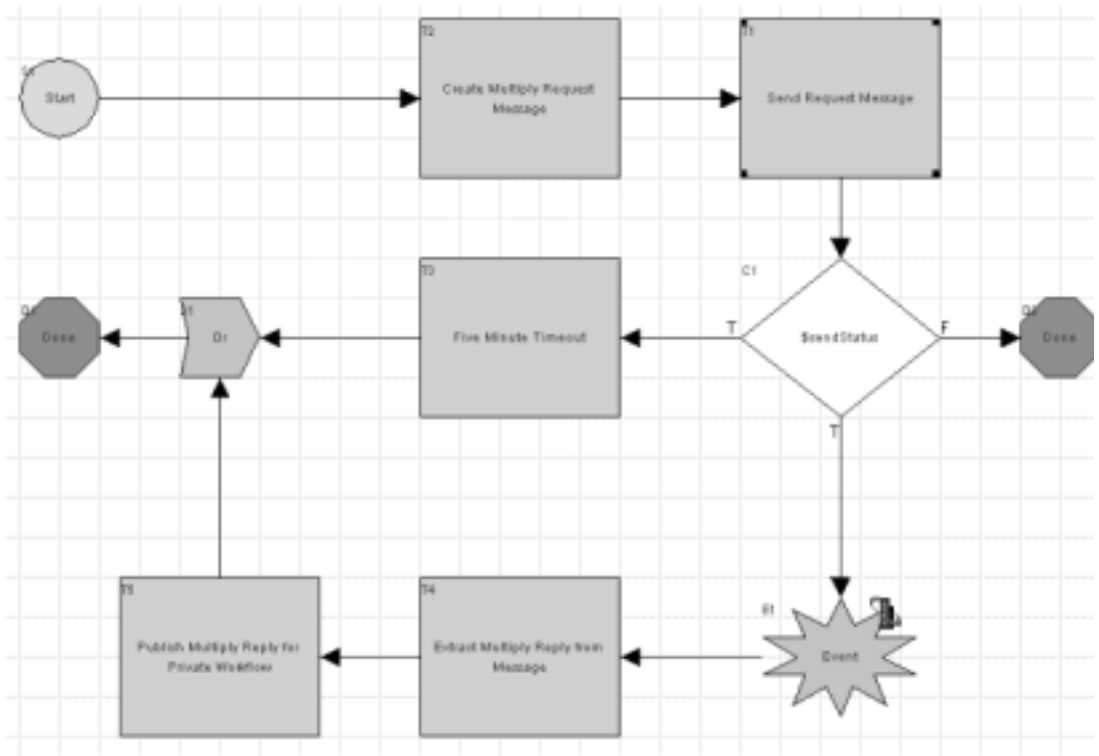 T2
T1
Start
Create Multiply Request
Message
Send Request Message
T3
C1
Done
Or
Five Minute Timeout
T
$sendStatus
F
Done
T
T5
T4
E1
Publish Multiply Reply for
Private Workflow
Extract Multiply Reply from
Message
Event